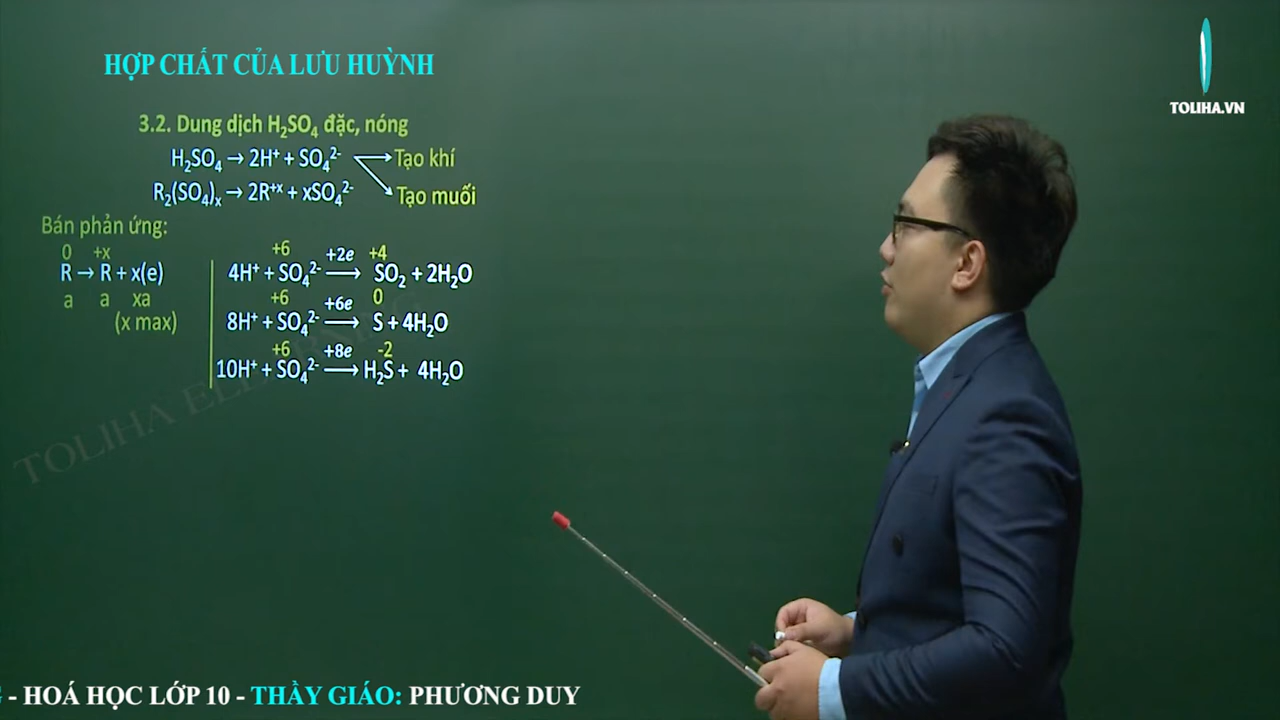 HỢP CHẤT CỦA LƯU HUỲNH
TOLIHA.VN
3.2. Dung dịch H₂SO₄ đặc, nóng
H₂SO₄ → 2H⁺ + SO₄²⁻ → Tạo khí
R₂(SO₄)ₓ → 2R⁺ˣ + xSO₄²⁻ Tạo muối
Bán phản ứng:
0 +x
R → R + x(e)
a a xa
(x max)
+6 +2e +4
4H⁺ + SO₄²⁻ → SO₂ + 2H₂O
+6 +6e 0
8H⁺ + SO₄²⁻ → S + 4H₂O
+6 +8e -2
10H⁺ + SO₄²⁻ → H₂S + 4H₂O
- HOÁ HỌC LỚP 10 - THẦY GIÁO: PHƯƠNG DUY